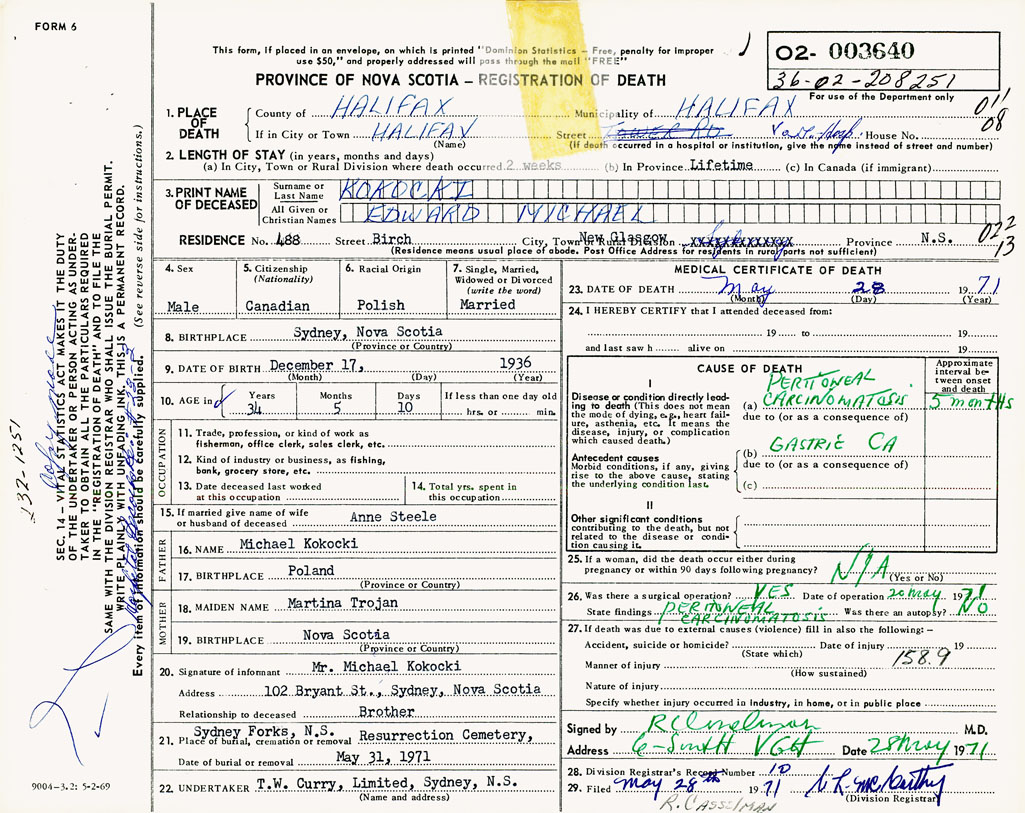 FORM 6
This form, if placed in an envelope, on which is printed "Dominion Statistics – Free, penalty for improper
use $50," and properly addressed will pass through the mail "FREE"
PROVINCE OF NOVA SCOTIA – REGISTRATION OF DEATH
02- 003640
36-02-208251
For use of the Department only
011
08
1. PLACE OF DEATH
County of HALIFAX Municipality of HALIFAX
If in City or Town HALIFAX Street TOWER RD House No.
(Name) (If death occurred in a hospital or institution, give the name instead of street and number)
2. LENGTH OF STAY (in years, months and days)
(a) In City, Town or Rural Division where death occurred 2 weeks (b) In Province Lifetime (c) In Canada (if immigrant)
3. PRINT NAME OF DECEASED
Surname or Last Name KOKOCKI
All Given or Christian Names EDWARD MICHAEL
RESIDENCE No. 488 Street Birch City, Town or Rural Division New Glasgow XXXXXXXXXXXXX Province N.S.
(Residence means usual place of abode. Post Office Address for residents in rural parts not sufficient)
022
13
4. Sex
Male
5. Citizenship (Nationality)
Canadian
6. Racial Origin
Polish
7. Single, Married, Widowed or Divorced (write the word)
Married
8. BIRTHPLACE Sydney, Nova Scotia
(Province or Country)
9. DATE OF BIRTH December 17, 1936
(Month) (Day) (Year)
10. AGE in Years Months Days If less than one day old
34 5 10 hrs. or min.
OCCUPATION
11. Trade, profession, or kind of work as
fisherman, office clerk, sales clerk, etc.
12. Kind of industry or business, as fishing,
bank, grocery store, etc.
13. Date deceased last worked
at this occupation
14. Total yrs. spent in
this occupation
15. If married give name of wife
or husband of deceased Anne Steele
FATHER
16. NAME Michael Kokocki
17. BIRTHPLACE Poland
(Province or Country)
MOTHER
18. MAIDEN NAME Martina Trojan
19. BIRTHPLACE Nova Scotia
(Province or Country)
20. Signature of informant Mr. Michael Kokocki
Address 102 Bryant St., Sydney, Nova Scotia
Relationship to deceased Brother
Sydney Forks, N.S.
21. Place of burial, cremation or removal Resurrection Cemetery,
Date of burial or removal May 31, 1971
22. UNDERTAKER T.W. Curry, Limited, Sydney, N.S.
(Name and address)
MEDICAL CERTIFICATE OF DEATH
23. DATE OF DEATH May 28 1971
(Month) (Day) (Year)
24. I HEREBY CERTIFY that I attended deceased from:
19 to 19
and last saw h alive on 19
CAUSE OF DEATH
Approximate interval between onset and death
I
Disease or condition directly leading to death (This does not mean the mode of dying, e.g., heart failure, asthenia, etc. It means the disease, injury, or complication which caused death.)
(a) PERITONEAL CARCINOMATOSIS 5 months
due to (or as a consequence of)
Antecedent causes
Morbid conditions, if any, giving rise to the above cause, stating the underlying condition last.
(b) GASTRIC CA
due to (or as a consequence of)
(c)
II
Other significant conditions
contributing to the death, but not related to the disease or condition causing it.
25. If a woman, did the death occur either during
pregnancy or within 90 days following pregnancy? N/A (Yes or No)
26. Was there a surgical operation? YES Date of operation 20 May 1971
State findings PERITONEAL CARCINOMATOSIS Was there an autopsy? NO
27. If death was due to external causes (violence) fill in also the following: –
Accident, suicide or homicide? Date of injury 19
(State which)
158.9
Manner of injury
(How sustained)
Nature of injury
Specify whether injury occurred in Industry, in home, or in public place
Signed by M.D.
Address 6-South VGH Date 28 May 1971
28. Division Registrar's Record Number 10
29. Filed May 28th 1971
(Division Registrar)
R. CASSELMAN
9004-3.2: 5-2-69
132-1251
SEC. 14 – VITAL STATISTICS ACT MAKES IT THE DUTY
OF THE UNDERTAKER OR PERSON ACTING AS UNDER-
TAKER TO OBTAIN ALL THE PARTICULARS REQUIRED
IN THE "REGISTRATION OF DEATH" AND TO FILE THE
SAME WITH THE DIVISION REGISTRAR WHO SHALL ISSUE THE BURIAL PERMIT.
WRITE PLAINLY WITH UNFADING INK. THIS IS A PERMANENT RECORD.
Every item of information should be carefully supplied. (See reverse side for instructions.)